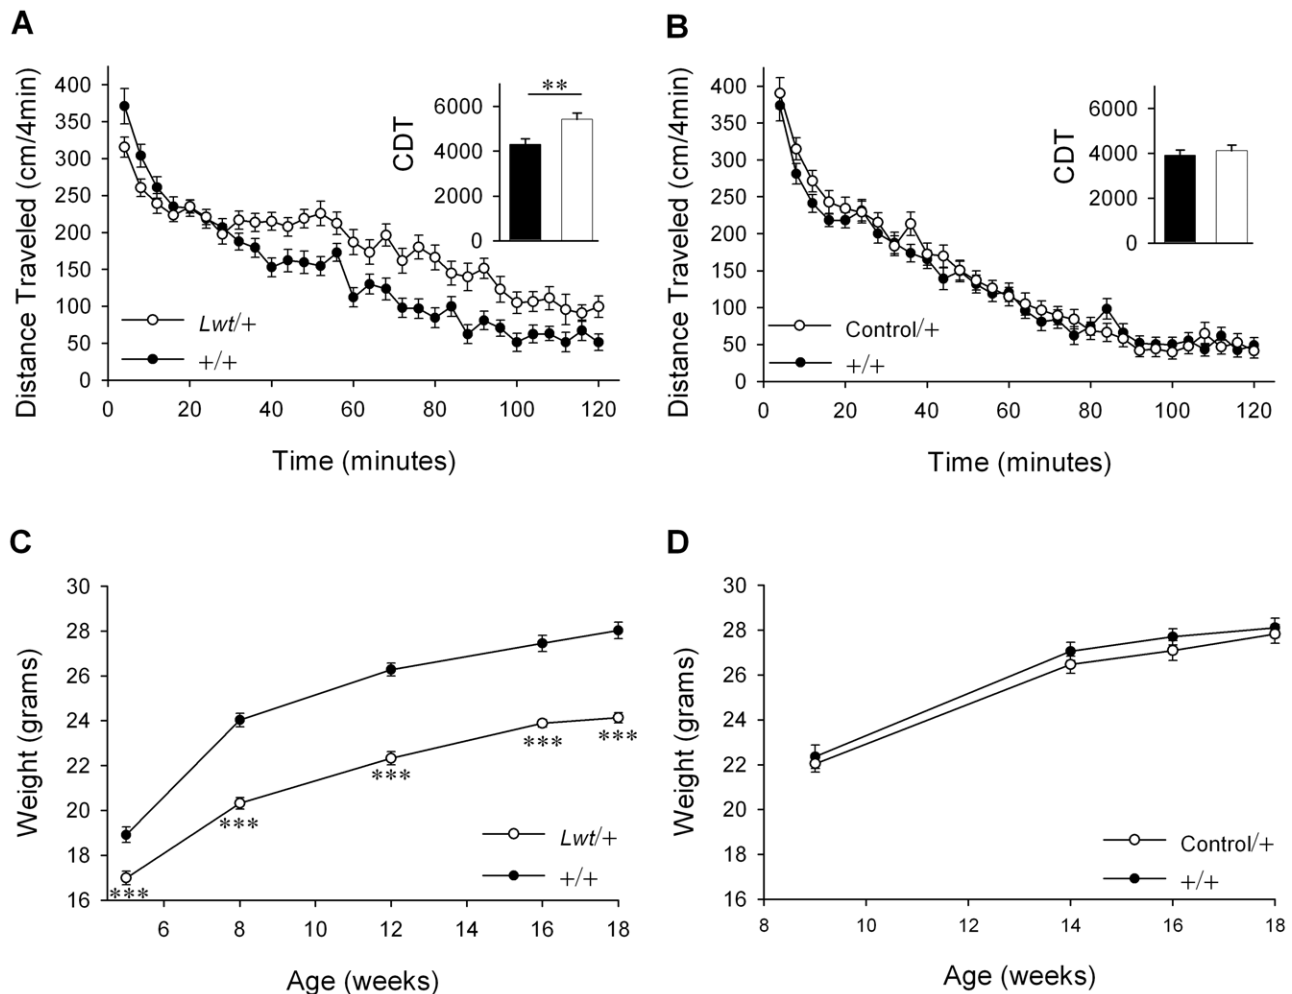 A
Distance Traveled (cm/4min)
400
350
300
250
200
150
100
50
0
0 20 40 60 80 100 120
Time (minutes)
Lwt/+
+/+
CDT
6000
4000
2000
0
**
B
Distance Traveled (cm/4min)
400
350
300
250
200
150
100
50
0
0 20 40 60 80 100 120
Time (minutes)
Control/+
+/+
CDT
6000
4000
2000
0
C
Weight (grams)
30
28
26
24
22
20
18
16
6 8 10 12 14 16 18
Age (weeks)
***
***
***
***
***
Lwt/+
+/+
D
Weight (grams)
30
28
26
24
22
20
18
16
8 10 12 14 16 18
Age (weeks)
Control/+
+/+